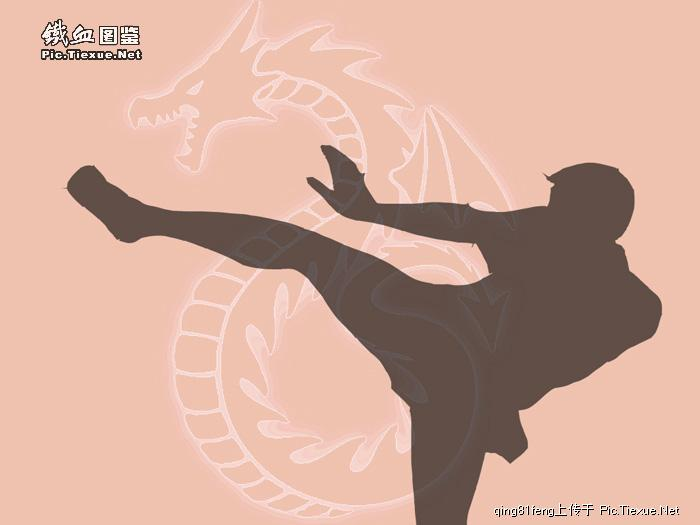 鐵血图鉴
Pic.Tiexue.Net
qing81feng上传于 Pic.TieXue.Net